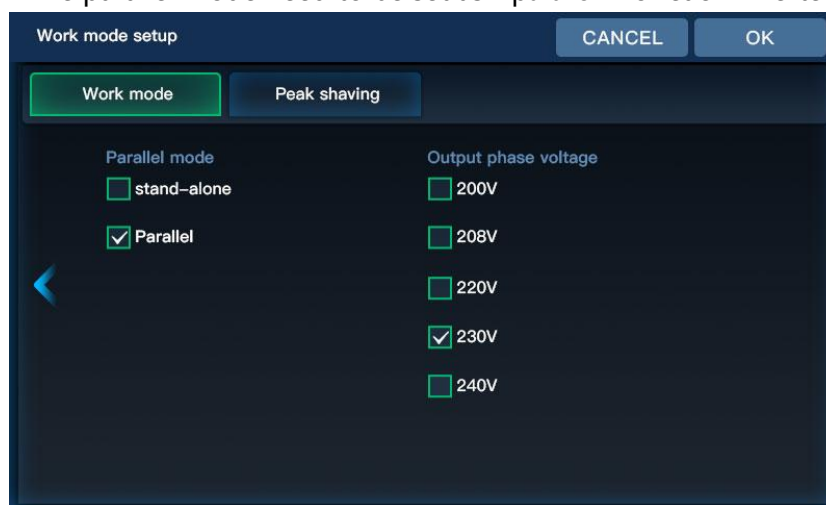 Work mode setup
CANCEL
OK
Work mode
Peak shaving
Parallel mode
Output phase voltage
stand-alone
200V
Parallel
208V
220V
230V
240V